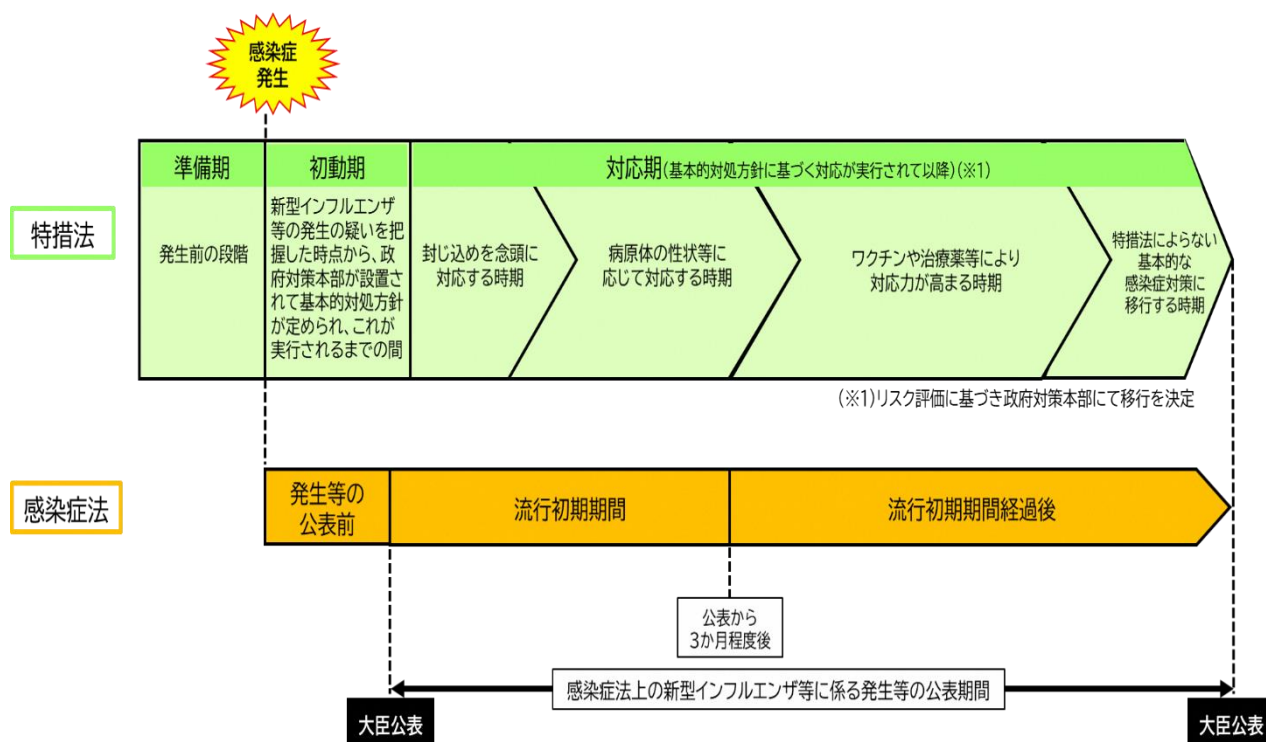 感染症
発生
準備期
初動期
対応期(基本的対処方針に基づく対応が実行されて以降)(※1)
特措法
発生前の段階
新型インフルエンザ
等の発生の疑いを把
握した時点から、政
府対策本部が設置され
て基本的対処方針
が定められ、これが
実行されるまでの間
封じ込めを念頭に
対応する時期
病原体の性状等に
応じて対応する時期
ワクチンや治療薬等により
対応力が高まる時期
特措法によらない
基本的な
感染症対策に
移行する時期
(※1)リスク評価に基づき政府対策本部にて移行を決定
感染症法
発生等の
公表前
流行初期期間
流行初期期間経過後
公表から
3か月程度後
感染症法上の新型インフルエンザ等に係る発生等の公表期間
大臣公表
大臣公表